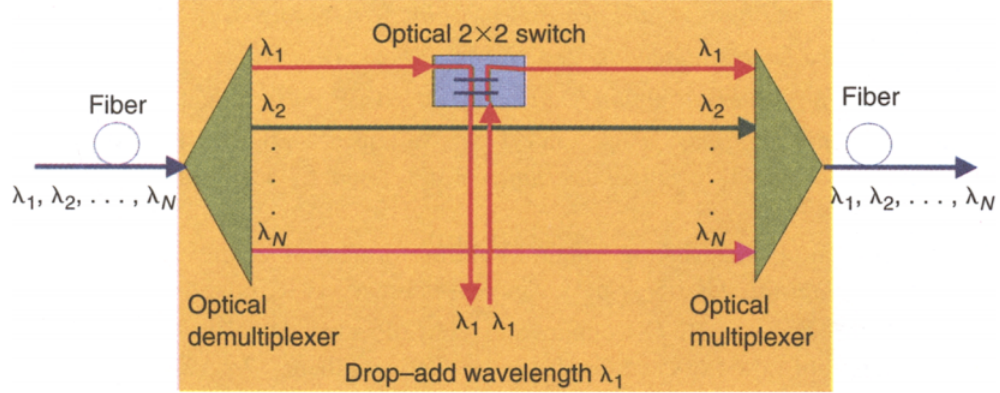 Optical 2×2 switch
λ1 λ1
Fiber λ2 λ2 Fiber
λ1, λ2, . . . , λN λ1, λ2, . . . , λN
λN λN
Optical demultiplexer
λ1 λ1
Optical multiplexer
Drop–add wavelength λ1